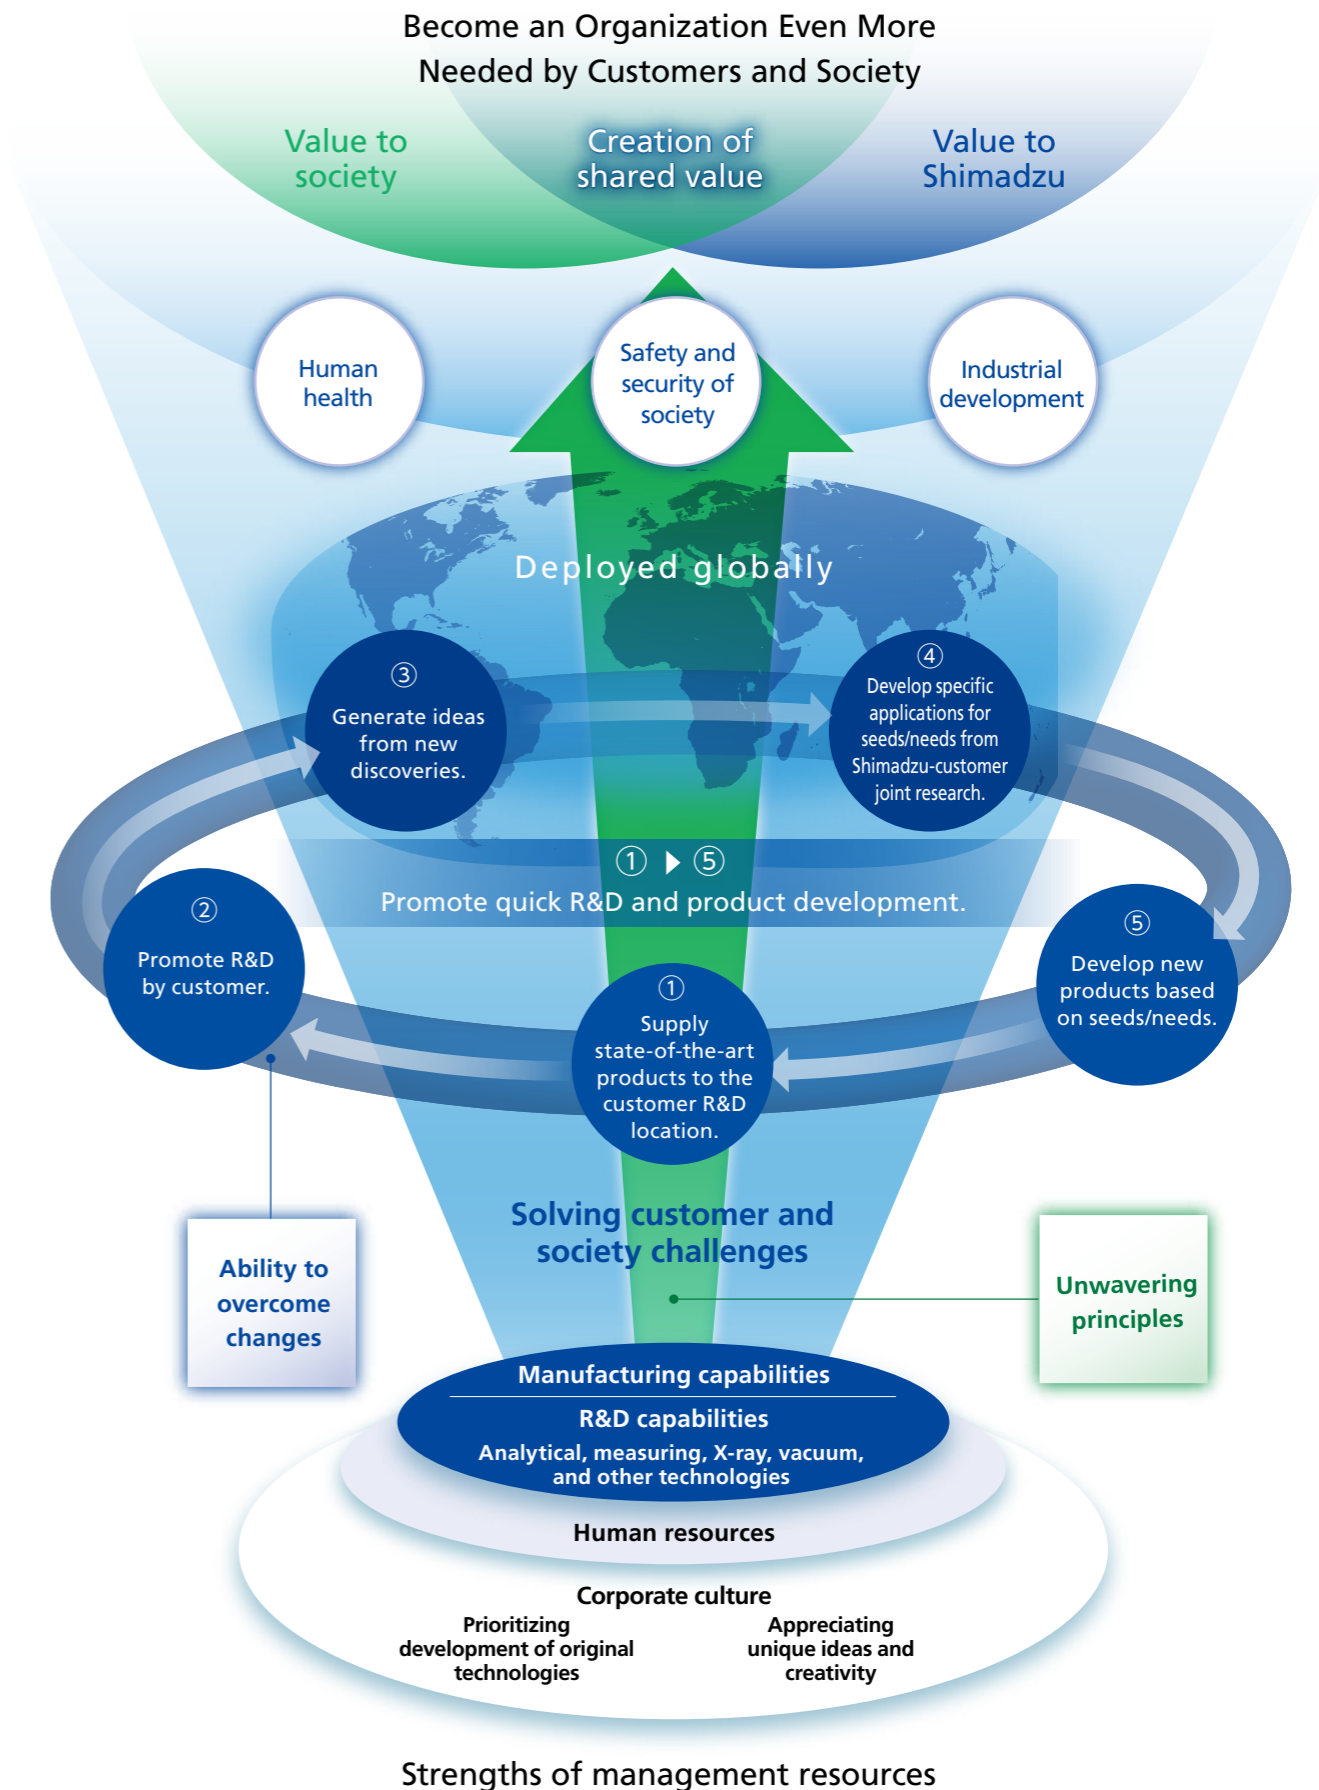 Become an Organization Even More
Needed by Customers and Society
Value to
society
Creation of
shared value
Value to
Shimadzu
Human
health
Safety and
security of
society
Industrial
development
Deployed globally
③
Generate ideas
from new
discoveries.
④
Develop specific
applications for
seeds/needs from
Shimadzu-customer
joint research.
① ▶ ⑤
Promote quick R&D and product development.
②
Promote R&D
by customer.
⑤
Develop new
products based
on seeds/needs.
①
Supply
state-of-the-art
products to the
customer R&D
location.
Solving customer and
society challenges
Ability to
overcome
changes
Unwavering
principles
Manufacturing capabilities
R&D capabilities
Analytical, measuring, X-ray, vacuum,
and other technologies
Human resources
Corporate culture
Prioritizing
development of original
technologies
Appreciating
unique ideas and
creativity
Strengths of management resources